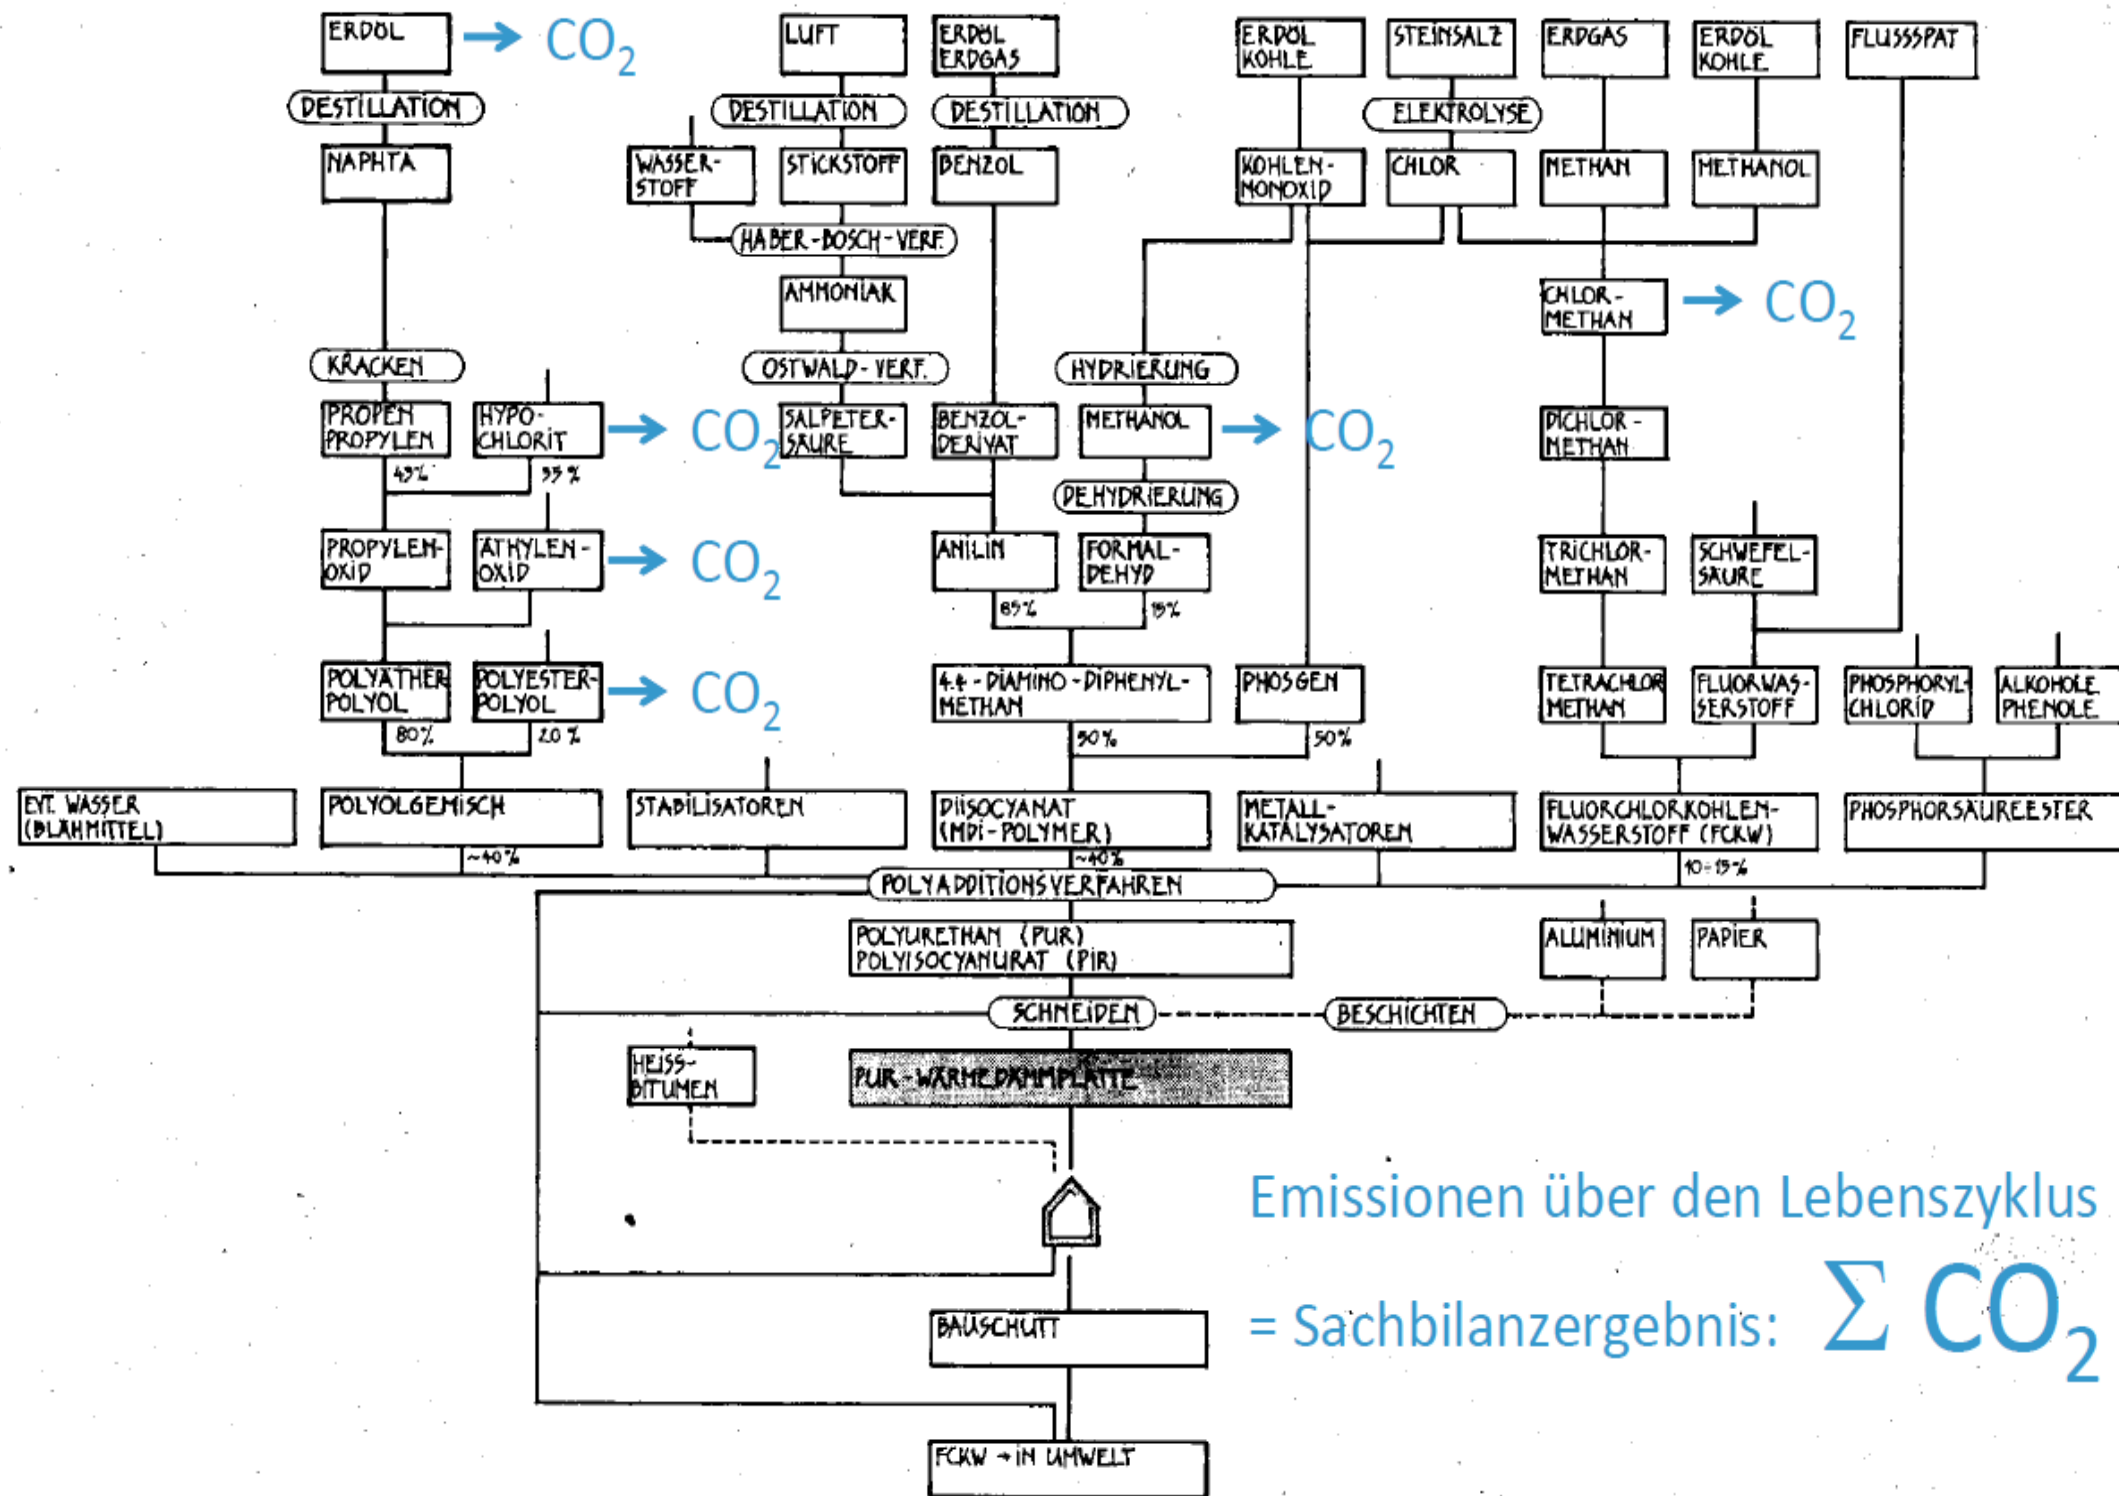 ERDÖL
CO2
LUFT
ERDÖL
ERDGAS
ERDÖL
KOHLE
STEINSALZ
ERDGAS
ERDÖL
KOHLE
FLUSSSPAT
DESTILLATION
DESTILLATION
DESTILLATION
ELEKTROLYSE
NAPHTA
WASSER-
STOFF
STICKSTOFF
BENZOL
KOHLEN-
MONOXID
CHLOR
METHAN
METHANOL
HABER-BOSCH-VERF.
AMMONIAK
CHLOR-
METHAN
CO2
KRACKEN
OSTWALD-VERF.
HYDRIERUNG
PROPEN
PROPYLEN
HYPO-
CHLORIT
CO2
SALPETER-
SÄURE
BENZOL-
DERIVAT
METHANOL
CO2
DICHLOR-
METHAN
45%
55%
DEHYDRIERUNG
PROPYLEN-
OXID
ÄTHYLEN-
OXID
CO2
ANILIN
FORMAL-
DEHYD
TRICHLOR-
METHAN
SCHWEFEL-
SÄURE
85%
15%
POLYÄTHER
POLYOL
POLYESTER-
POLYOL
CO2
4.4-DIAMINO-DIPHENYL-
METHAN
PHOSGEN
TETRACHLOR
METHAN
FLUORWAS-
SERSTOFF
PHOSPHORYL-
CHLORID
ALKOHOLE
PHENOLE
80%
20%
50%
50%
EVT. WASSER
(BLÄHMITTEL)
POLYOLGEMISCH
STABILISATOREN
DIISOCYANAT
(MDI-POLYMER)
METALL-
KATALYSATOREN
FLUORCHLORKOHLEN-
WASSERSTOFF (FCKW)
PHOSPHORSÄUREESTER
~40%
~40%
10-15%
POLYADDITIONSVERFAHREN
POLYURETHAN (PUR)
POLYISOCYANURAT (PIR)
ALUMINIUM
PAPIER
SCHNEIDEN
BESCHICHTEN
HEISS-
BITUMEN
PUR-WÄRMEDÄMMPLATTE
Emissionen über den Lebenszyklus
= Sachbilanzergebnis: Σ CO2
BAUSCHUTT
FCKW → IN UMWELT